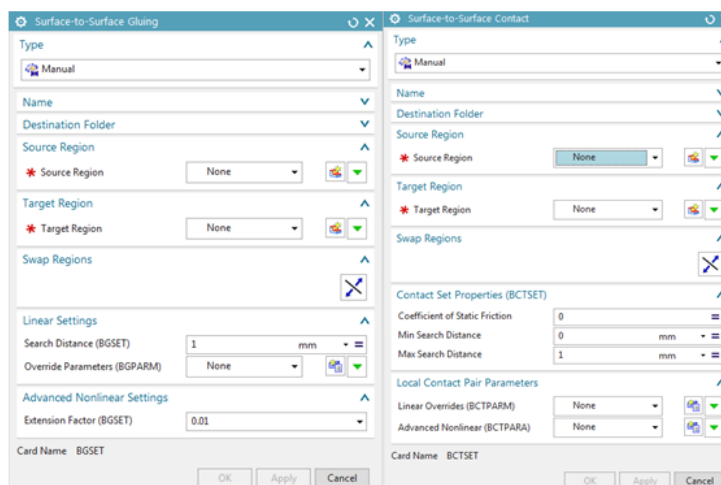 Surface-to-Surface Gluing
Type
Manual
Name
Destination Folder
Source Region
* Source Region None
Target Region
* Target Region None
Swap Regions
Linear Settings
Search Distance (BGSET) 1 mm
Override Parameters (BGPARM) None
Advanced Nonlinear Settings
Extension Factor (BGSET) 0.01
Card Name BGSET
OK Apply Cancel
Surface-to-Surface Contact
Type
Manual
Name
Destination Folder
Source Region
* Source Region None
Target Region
* Target Region None
Swap Regions
Contact Set Properties (BCTSET)
Coefficient of Static Friction 0
Min Search Distance 0 mm
Max Search Distance 1 mm
Local Contact Pair Parameters
Linear Overrides (BCTPARM) None
Advanced Nonlinear (BCTPARA) None
Card Name BCTSET
OK Apply Cancel